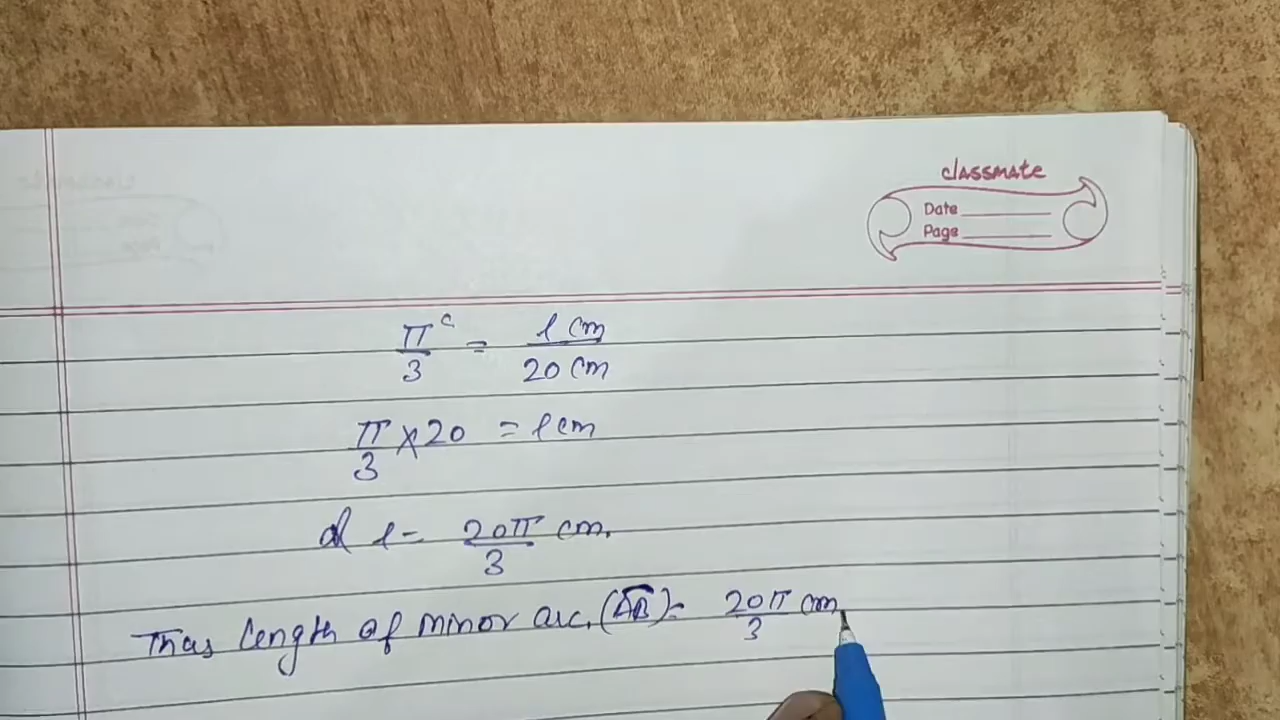 classmate
Date
Page
π^c/3 = l cm/20 cm
π/3 × 20 = l cm
l = 20π/3 cm.
Thus length of minor arc. (AB) = 20π/3 cm